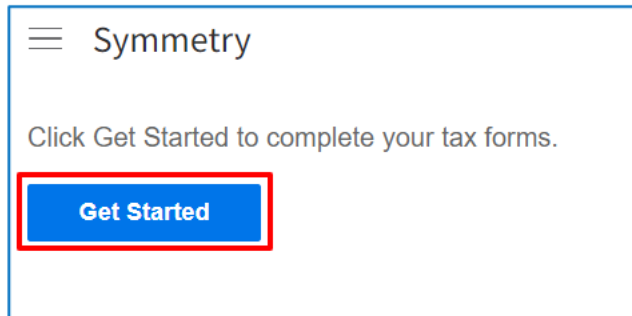 Symmetry
Click Get Started to complete your tax forms.
Get Started